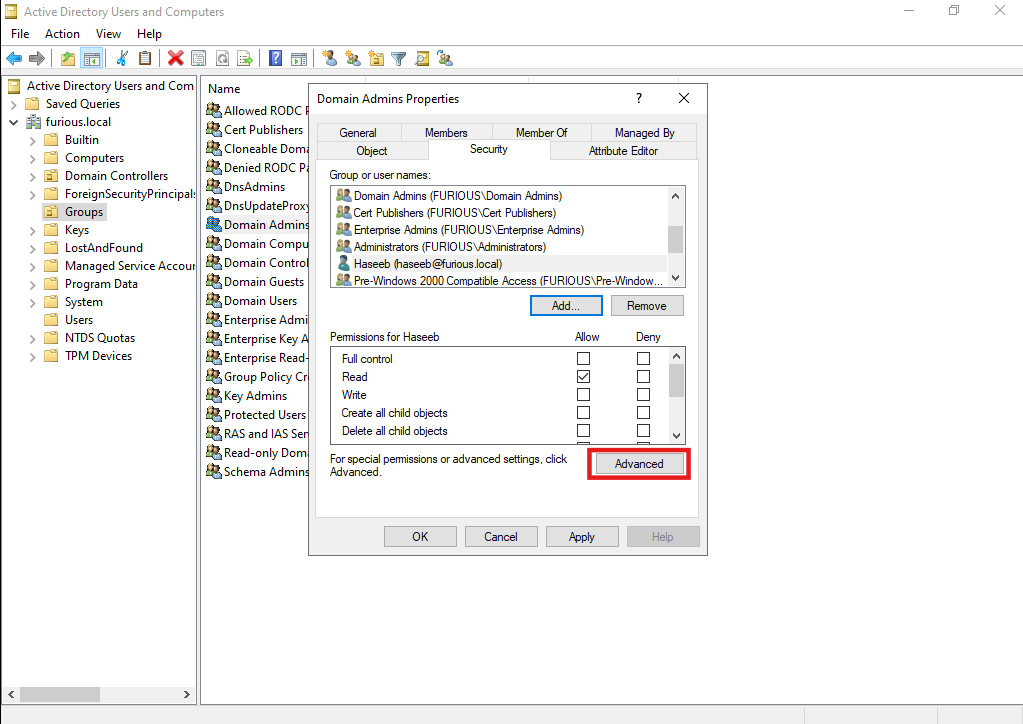 Active Directory Users and Computers
File Action View Help
Active Directory Users and Com
Saved Queries
furious.local
Builtin
Computers
Domain Controllers
ForeignSecurityPrincipals
Groups
Keys
LostAndFound
Managed Service Accoun
Program Data
System
Users
NTDS Quotas
TPM Devices
Name
Allowed RODC P
Cert Publishers
Cloneable Doma
Denied RODC Pa
DnsAdmins
DnsUpdateProxy
Domain Admins
Domain Compu
Domain Control
Domain Guests
Domain Users
Enterprise Admi
Enterprise Key A
Enterprise Read-
Group Policy Cr
Key Admins
Protected Users
RAS and IAS Ser
Read-only Doma
Schema Admins
Domain Admins Properties
General Members Member Of Managed By
Object Security Attribute Editor
Group or user names:
Domain Admins (FURIOUS\Domain Admins)
Cert Publishers (FURIOUS\Cert Publishers)
Enterprise Admins (FURIOUS\Enterprise Admins)
Administrators (FURIOUS\Administrators)
Haseeb (haseeb@furious.local)
Pre-Windows 2000 Compatible Access (FURIOUS\Pre-Window...
Add... Remove
Permissions for Haseeb Allow Deny
Full control
Read
Write
Create all child objects
Delete all child objects
For special permissions or advanced settings, click
Advanced.
Advanced
OK Cancel Apply Help